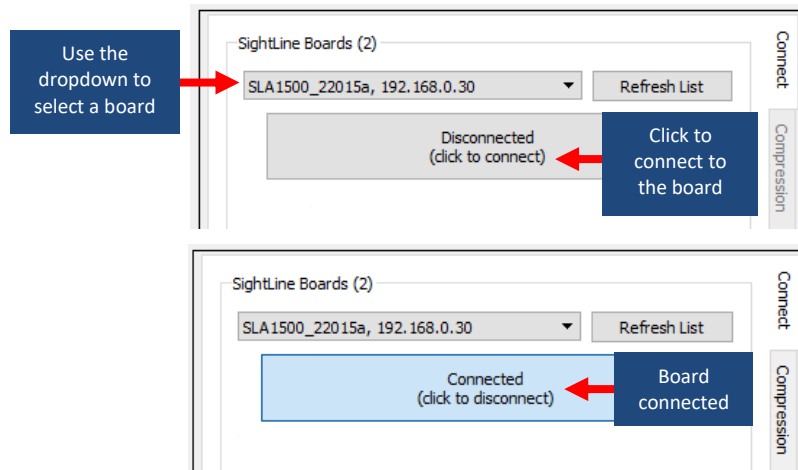 SightLine Boards (2)
Connect
Use the
dropdown to
select a board
SLA1500_22015a, 192.168.0.30
Refresh List
Disconnected
(click to connect)
Click to
connect to
the board
Compression
SightLine Boards (2)
Connect
SLA1500_22015a, 192.168.0.30
Refresh List
Connected
(click to disconnect)
Board
connected
Compression